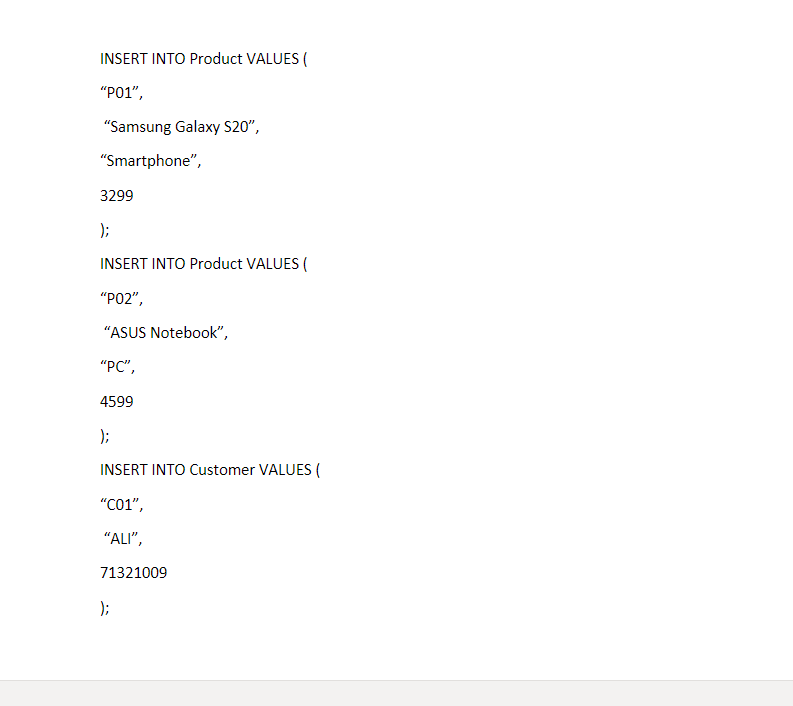 INSERT INTO Product VALUES (
“P01”,
“Samsung Galaxy S20”,
“Smartphone”,
3299
);
INSERT INTO Product VALUES (
“P02”,
“ASUS Notebook”,
“PC”,
4599
);
INSERT INTO Customer VALUES (
“C01”,
“ALI”,
71321009
);